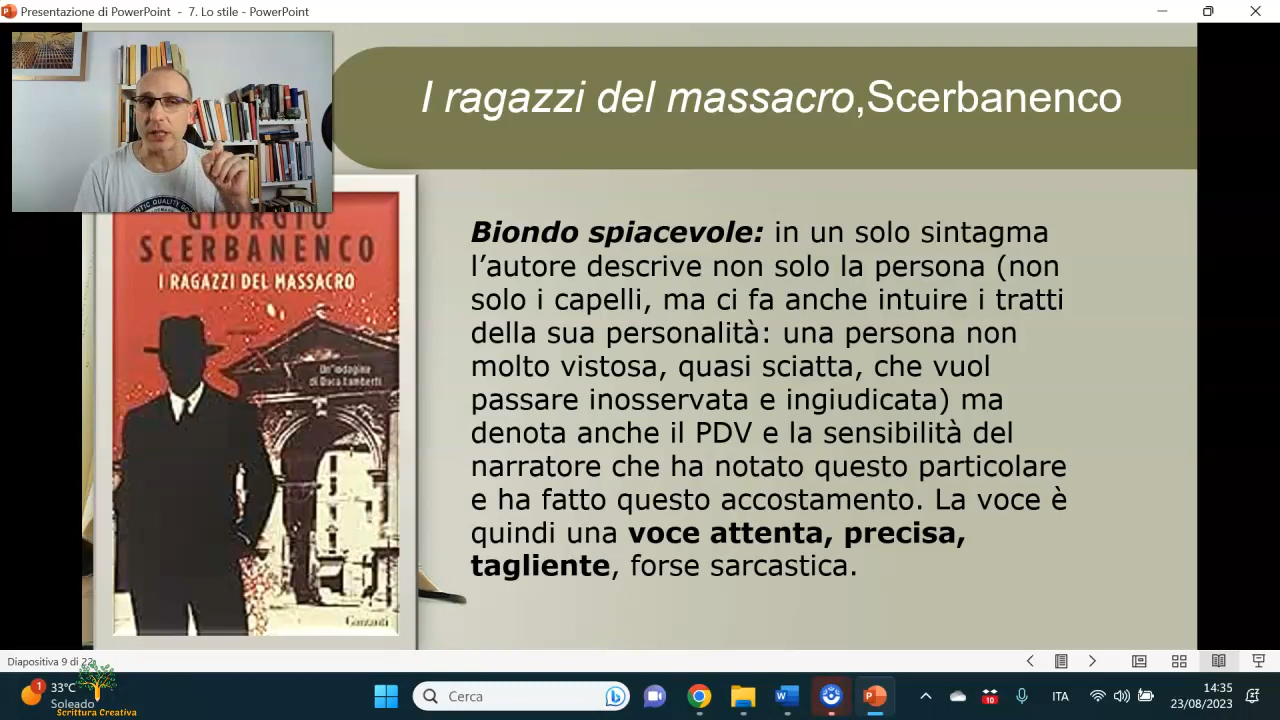 Presentazione di PowerPoint - 7. Lo stile - PowerPoint
I ragazzi del massacro,Scerbanenco
GIORGIO
SCERBANENCO
I RAGAZZI DEL MASSACRO
Un'indagine
di Duca Lamberti
Garzanti
Biondo spiacevole: in un solo sintagma
l'autore descrive non solo la persona (non
solo i capelli, ma ci fa anche intuire i tratti
della sua personalità: una persona non
molto vistosa, quasi sciatta, che vuol
passare inosservata e ingiudicata) ma
denota anche il PDV e la sensibilità del
narratore che ha notato questo particolare
e ha fatto questo accostamento. La voce è
quindi una voce attenta, precisa,
tagliente, forse sarcastica.
Diapositiva 9 di 22
1
33°C
Soleado
Scrittura Creativa
Cerca
10
ITA
14:35
23/08/2023